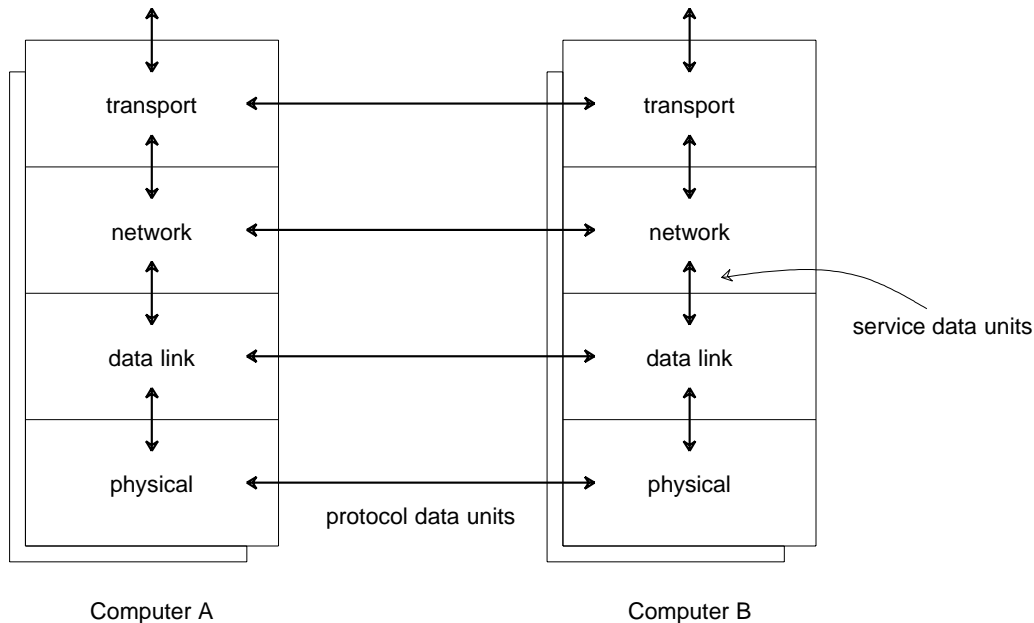 transport
transport
network
network
service data units
data link
data link
physical
physical
protocol data units
Computer A
Computer B